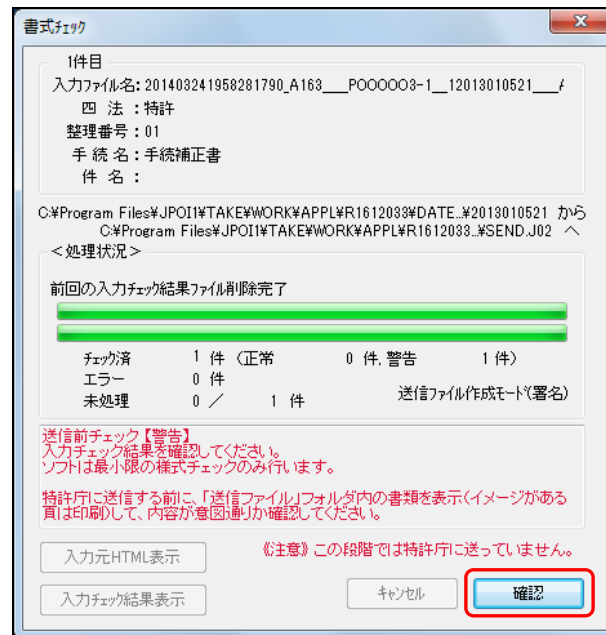 書式ﾁｪｯｸ
1件目
入力ﾌｧｲﾙ名: 201403241958281790_A163___POOOOO3-1__12013010521___/
四 法 : 特許
整理番号 : 01
手 続 名 : 手続補正書
件 名 :
C:¥Program Files¥JPOI1¥TAKE¥WORK¥APPL¥R1612033¥DATE..¥2013010521 から
C:¥Program Files¥JPOI1¥TAKE¥WORK¥APPL¥R1612033..¥SEND.J02 へ
<処理状況>
前回の入力ﾁｪｯｸ結果ﾌｧｲﾙ削除完了
ﾁｪｯｸ済 1 件 (正常 0 件, 警告 1 件)
エラー 0 件
未処理 0 / 1 件 送信ﾌｧｲﾙ作成ﾓｰﾄﾞ(署名)
送信前チェック【警告】
入力チェック結果を確認してください。
ソフトは最小限の様式チェックのみ行います。
特許庁に送信する前に、「送信ファイル」フォルダ内の書類を表示(イメージがある
頁は印刷)して、内容が意図通りか確認してください。
入力元HTML表示 《注意》この段階では特許庁に送っていません。
入力ﾁｪｯｸ結果表示 ｷｬﾝｾﾙ 確認